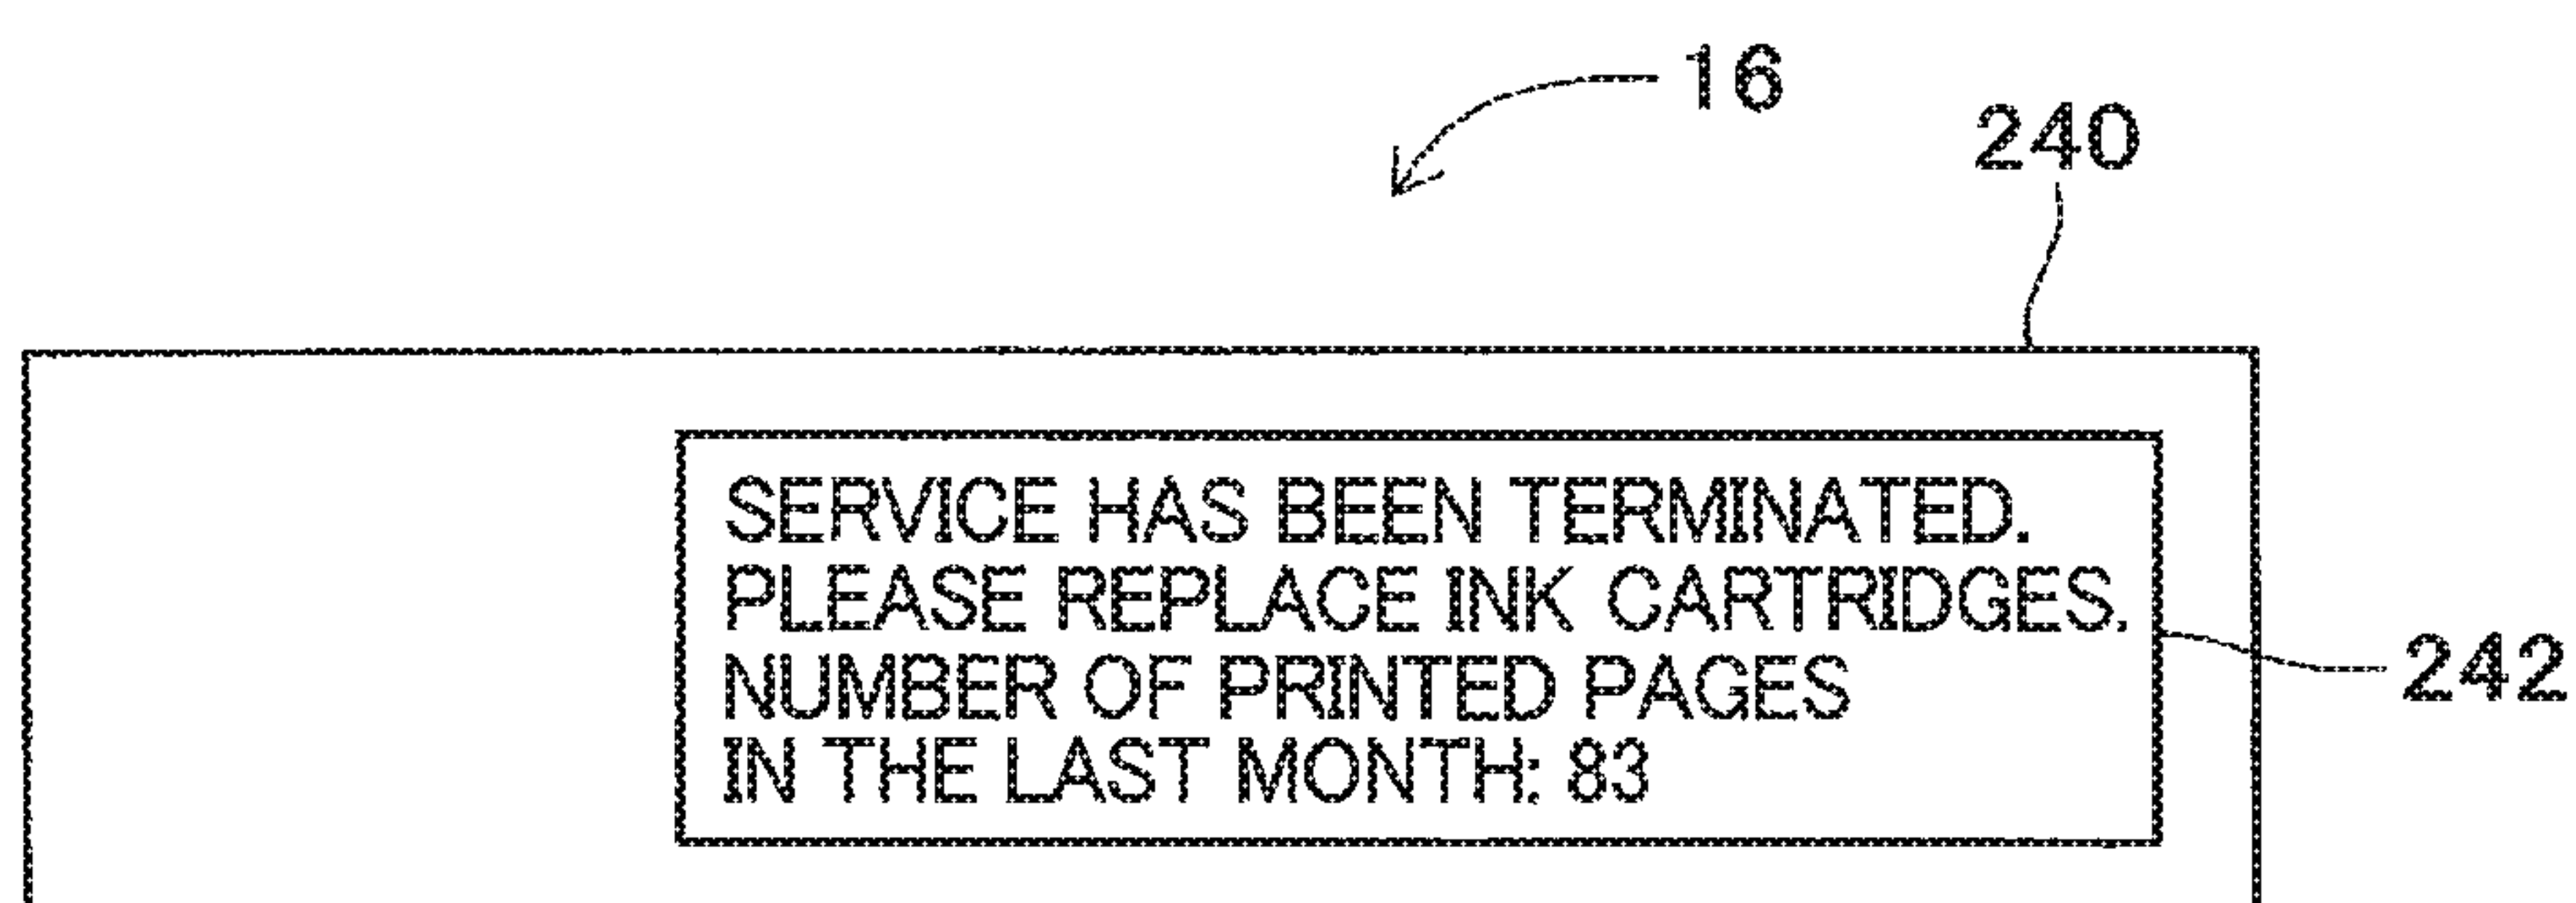 16
240
SERVICE HAS BEEN TERMINATED.
PLEASE REPLACE INK CARTRIDGES.
NUMBER OF PRINTED PAGES
IN THE LAST MONTH: 83
242